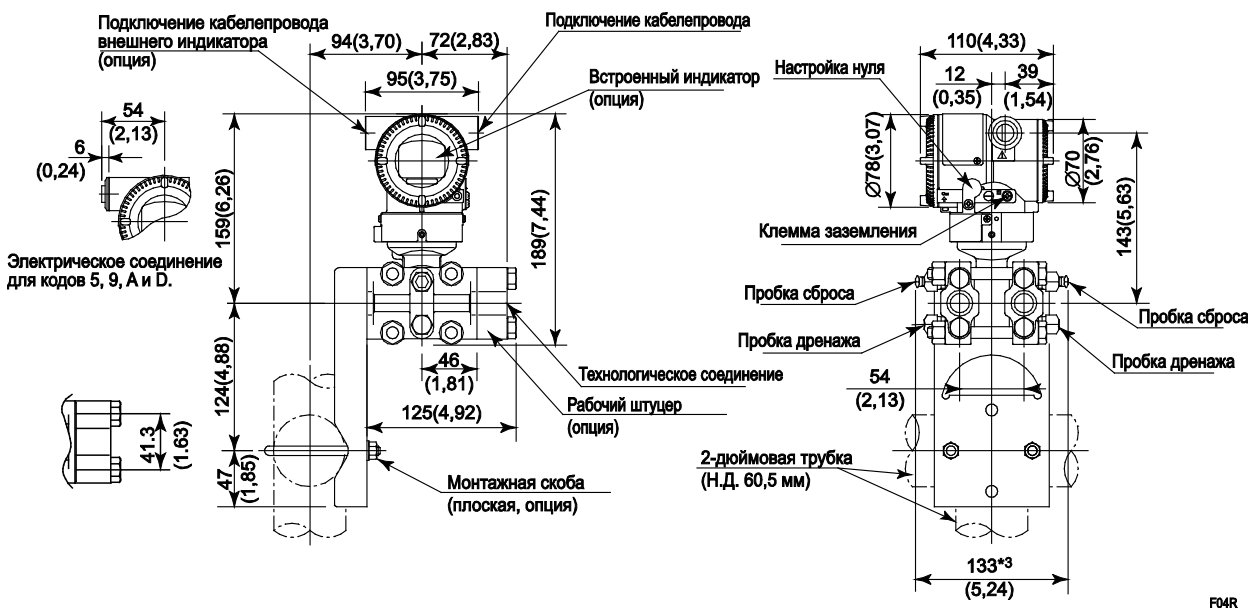 Подключение кабелепровода
внешнего индикатора
(опция)
94(3,70)
72(2,83)
Подключение кабелепровода
95(3,75)
Встроенный индикатор
(опция)
54
(2,13)
6
(0,24)
159(6,26)
189(7,44)
Электрическое соединение
для кодов 5, 9, A и D.
124(4,88)
46
(1,81)
Технологическое соединение
125(4,92)
Рабочий штуцер
(опция)
41.3
(1.63)
47
(1,85)
Монтажная скоба
(плоская, опция)
110(4,33)
Настройка нуля
12
(0,35)
39
(1,54)
Ø78(3,07)
Ø70
(2,76)
143(5,63)
Клемма заземления
Пробка сброса
Пробка сброса
Пробка дренажа
Пробка дренажа
54
(2,13)
2-дюймовая трубка
(Н.Д. 60,5 мм)
133*3
(5,24)
F04R